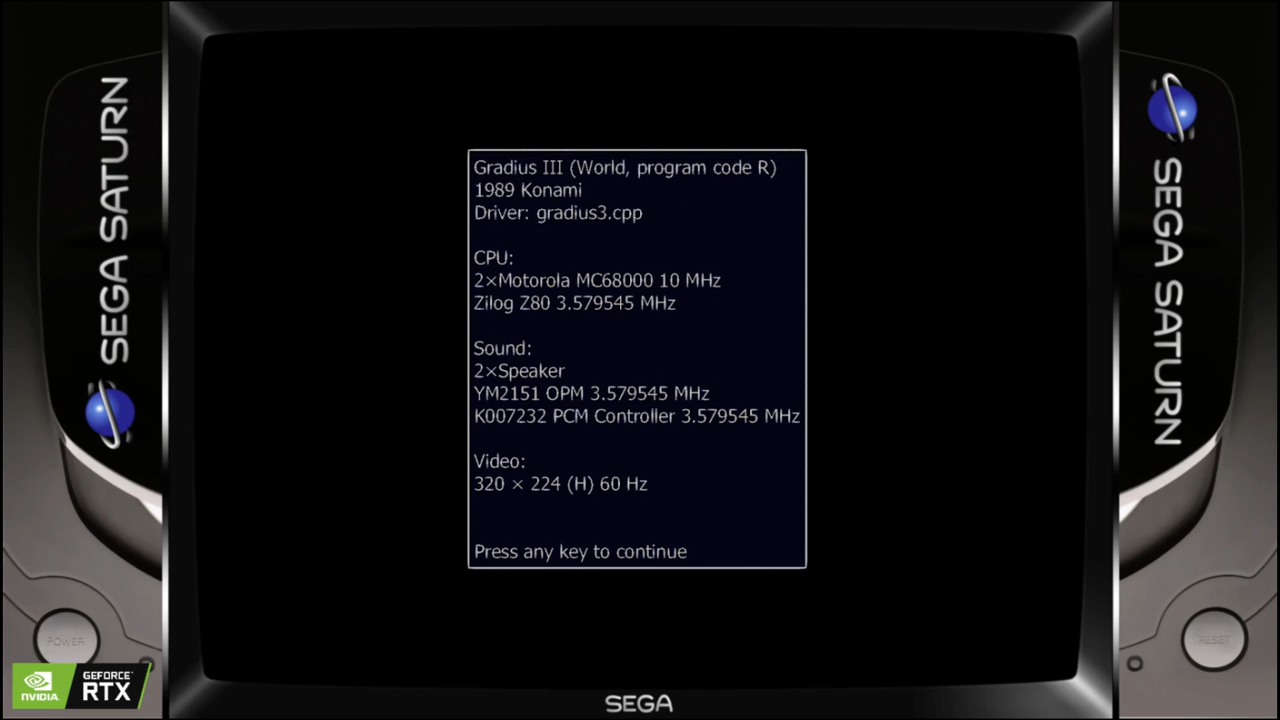 SEGA SATURN
Gradius III (World, program code R)
1989 Konami
Driver: gradius3.cpp
CPU:
2×Motorola MC68000 10 MHz
Zilog Z80 3.579545 MHz
Sound:
2×Speaker
YM2151 OPM 3.579545 MHz
K007232 PCM Controller 3.579545 MHz
Video:
320 × 224 (H) 60 Hz
Press any key to continue
SEGA SATURN
POWER
RESET
NVIDIA
GEFORCE
RTX
SEGA